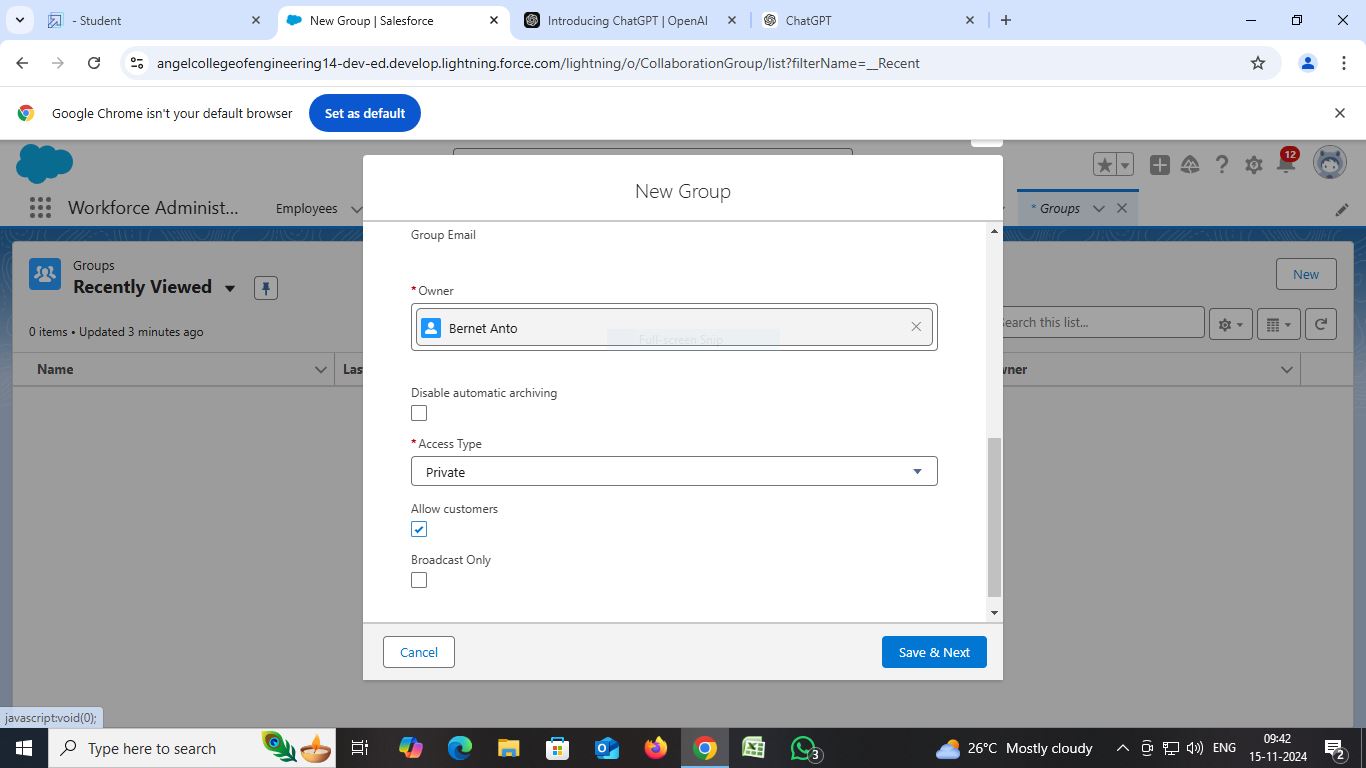 - Student
New Group | Salesforce
Introducing ChatGPT | OpenAI
ChatGPT
angelcollegeofengineering14-dev-ed.develop.lightning.force.com/lightning/o/CollaborationGroup/list?filterName=__Recent
Google Chrome isn't your default browser
Set as default
12
Workforce Administ...
Employees
* Groups
New Group
Groups
Recently Viewed
New
0 items • Updated 3 minutes ago
Search this list...
Name
Las
wner
Group Email
* Owner
Bernet Anto
Full-screen Snip
Disable automatic archiving
* Access Type
Private
Allow customers
Broadcast Only
Cancel
Save & Next
javascript:void(0);
Type here to search
3
26°C Mostly cloudy
ENG
09:42
15-11-2024
2